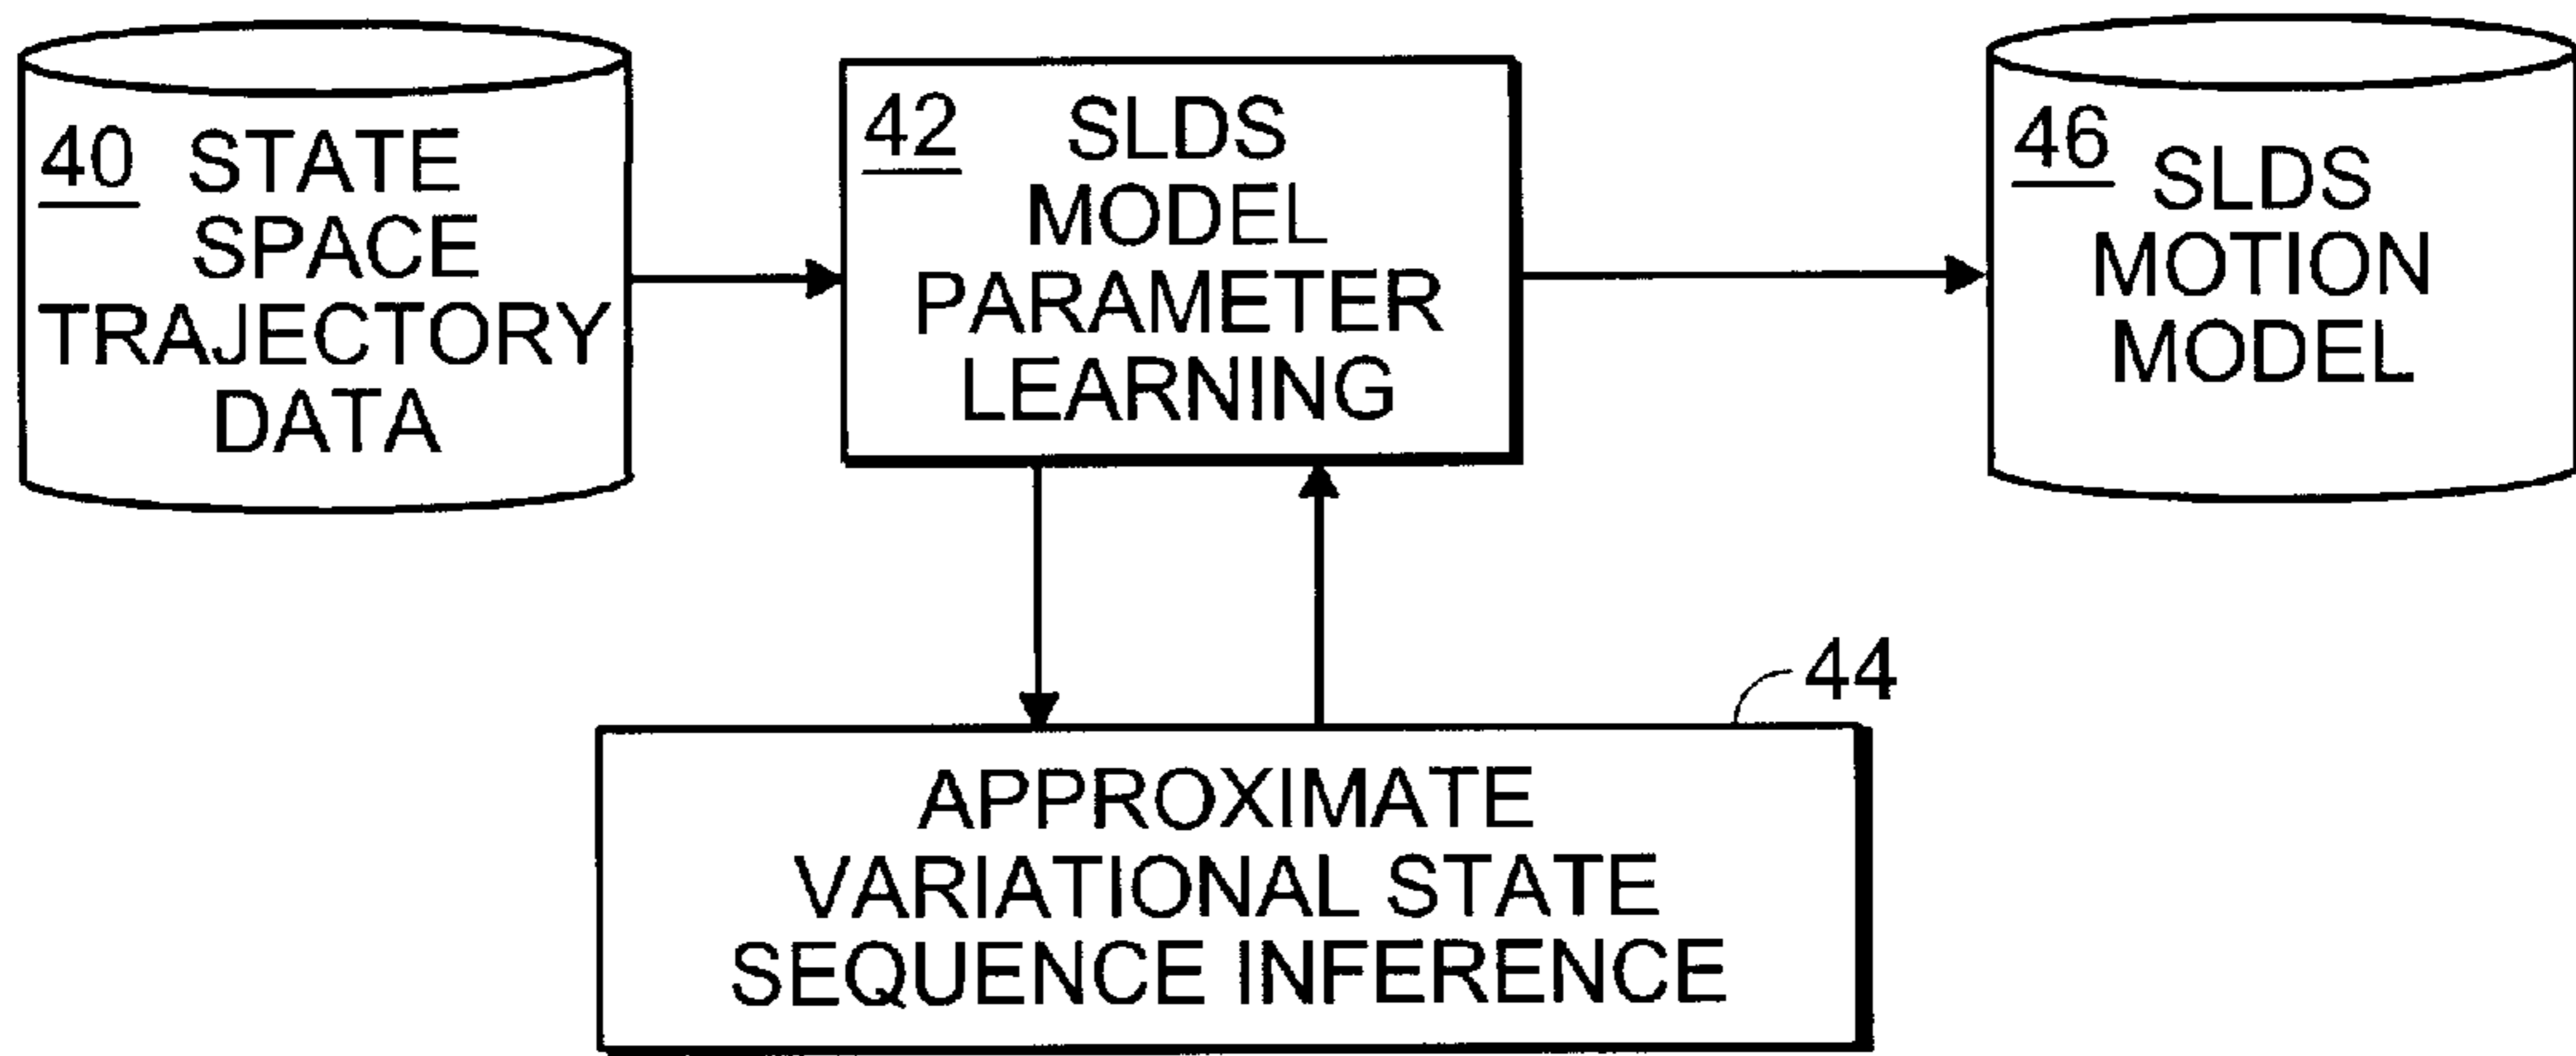 40 STATE
SPACE
TRAJECTORY
DATA
42 SLDS
MODEL
PARAMETER
LEARNING
46 SLDS
MOTION
MODEL
44
APPROXIMATE
VARIATIONAL STATE
SEQUENCE INFERENCE